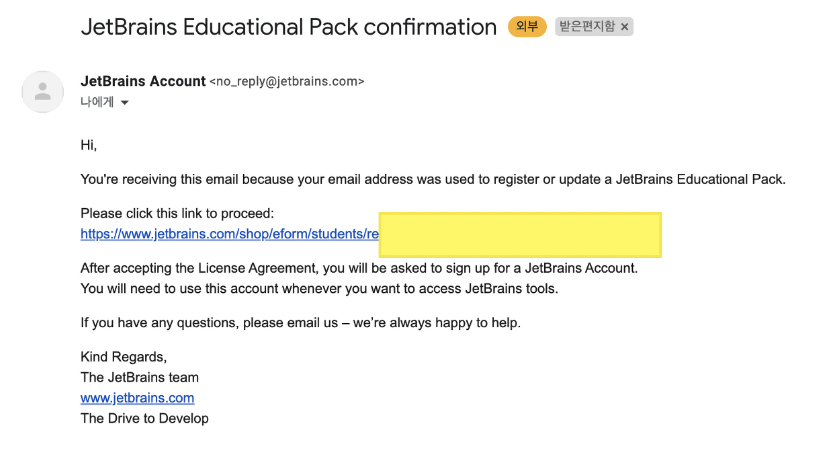 JetBrains Educational Pack confirmation 외부 받은편지함 ×
JetBrains Account <no_reply@jetbrains.com>
나에게
Hi,
You're receiving this email because your email address was used to register or update a JetBrains Educational Pack.
Please click this link to proceed:
https://www.jetbrains.com/shop/eform/students/re
After accepting the License Agreement, you will be asked to sign up for a JetBrains Account.
You will need to use this account whenever you want to access JetBrains tools.
If you have any questions, please email us – we’re always happy to help.
Kind Regards,
The JetBrains team
www.jetbrains.com
The Drive to Develop